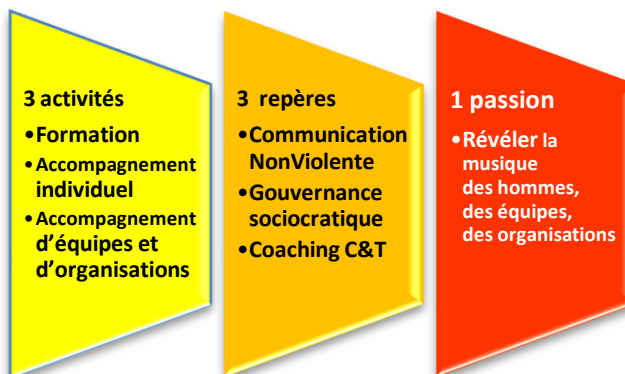 3 activités
•Formation
•Accompagnement
individuel
•Accompagnement
d'équipes et
d'organisations
3 repères
•Communication
NonViolente
•Gouvernance
sociocratique
•Coaching C&T
1 passion
•Révéler la
musique
des hommes,
des équipes,
des organisations